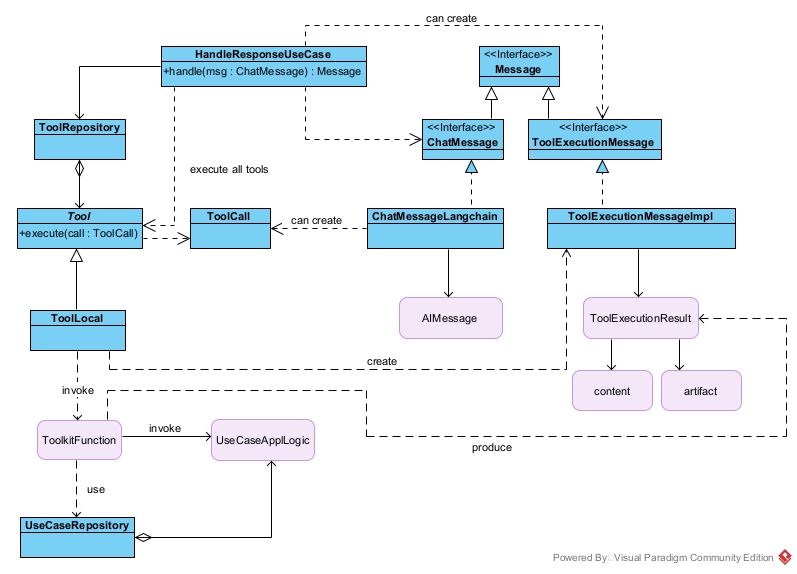 can create
HandleResponseUseCase
+handle(msg : ChatMessage) : Message
<<Interface>>
Message
ToolRepository
<<Interface>>
ChatMessage
<<Interface>>
ToolExecutionMessage
execute all tools
Tool
+execute(call : ToolCall)
ToolCall
can create
ChatMessageLangchain
ToolExecutionMessageImpl
ToolLocal
AIMessage
ToolExecutionResult
create
invoke
content
artifact
ToolkitFunction
invoke
UseCaseApplLogic
produce
use
UseCaseRepository
Powered By Visual Paradigm Community Edition